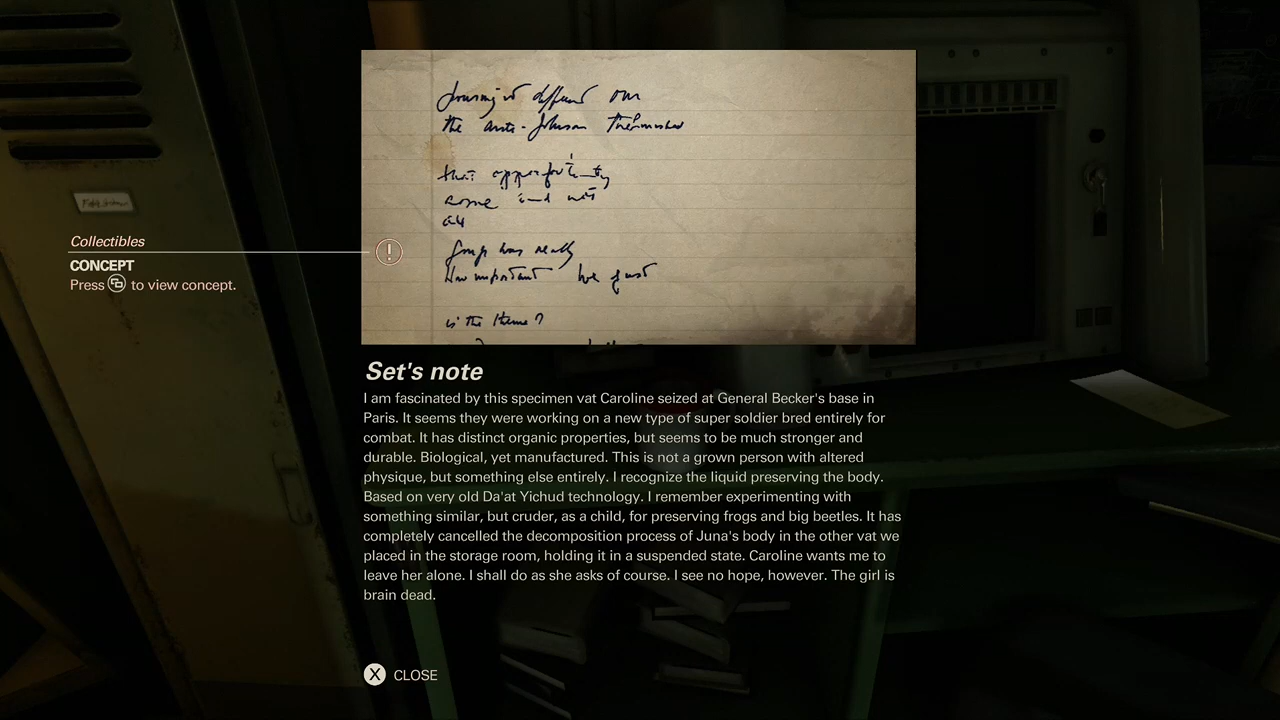 the
is the theme?
Collectibles
CONCEPT
Press to view concept.
Set's note
I am fascinated by this specimen vat Caroline seized at General Becker's base in
Paris. It seems they were working on a new type of super soldier bred entirely for
combat. It has distinct organic properties, but seems to be much stronger and
durable. Biological, yet manufactured. This is not a grown person with altered
physique, but something else entirely. I recognize the liquid preserving the body.
Based on very old Da'at Yichud technology. I remember experimenting with
something similar, but cruder, as a child, for preserving frogs and big beetles. It has
completely cancelled the decomposition process of Juna's body in the other vat we
placed in the storage room, holding it in a suspended state. Caroline wants me to
leave her alone. I shall do as she asks of course. I see no hope, however. The girl is
brain dead.
X CLOSE